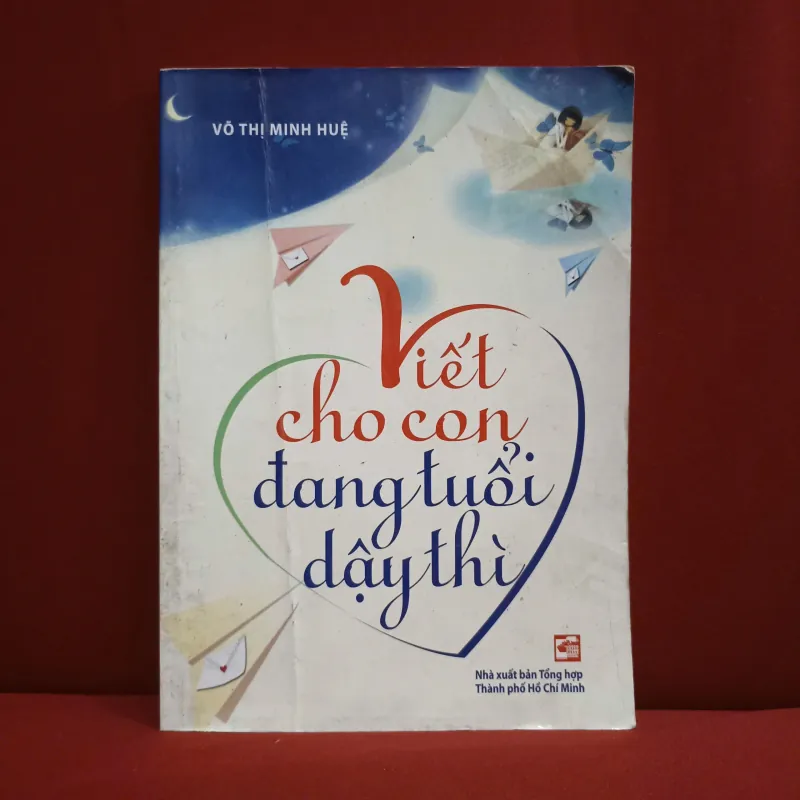 VÕ THỊ MINH HUỆ
Viết
cho con
đang tuổi
dậy thì
Nhà xuất bản Tổng hợp
Thành phố Hồ Chí Minh